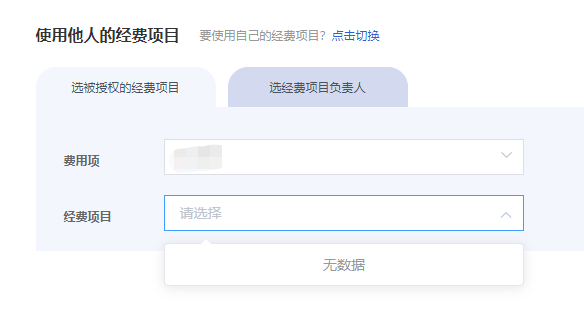 使用他人的经费项目 要使用自己的经费项目？点击切换
选被授权的经费项目 选经费项目负责人
费用项
经费项目 请选择
无数据